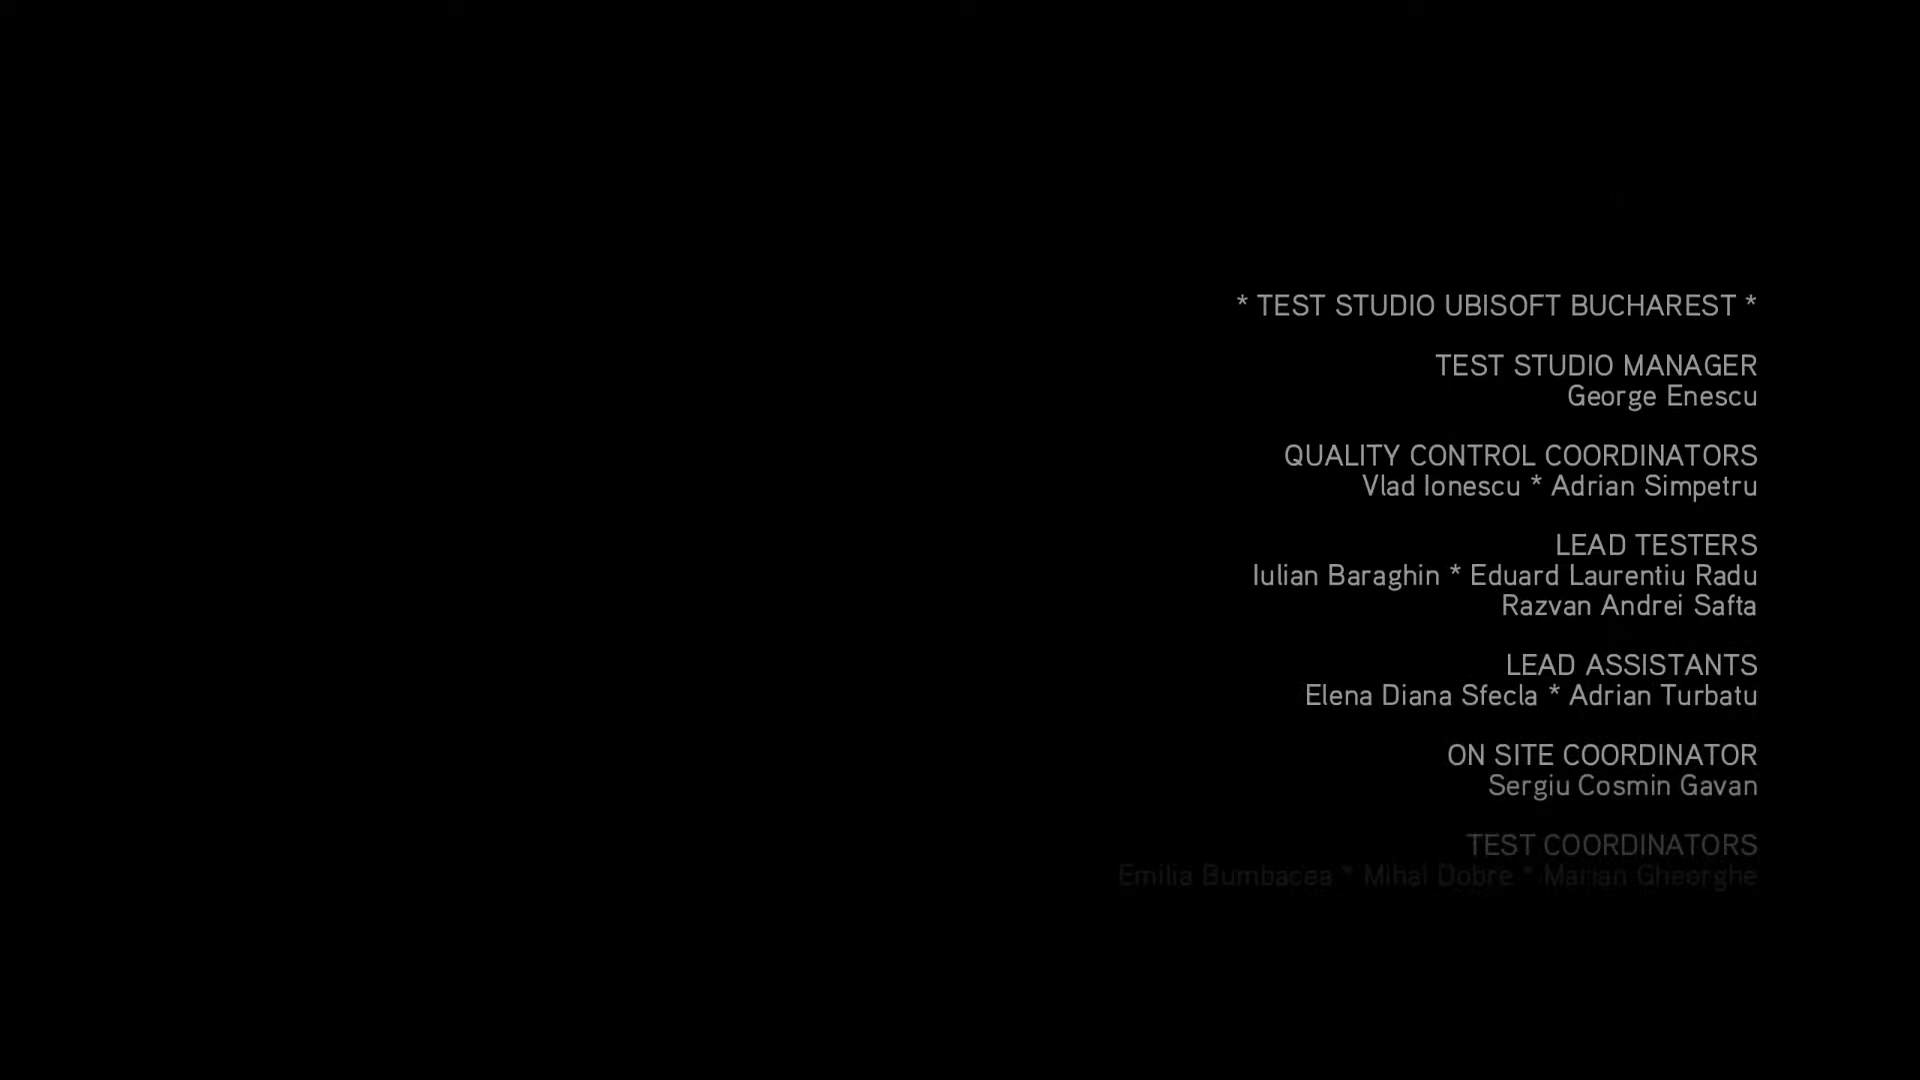 * TEST STUDIO UBISOFT BUCHAREST *
TEST STUDIO MANAGER
George Enescu
QUALITY CONTROL COORDINATORS
Vlad Ionescu * Adrian Simpetru
LEAD TESTERS
Iulian Baraghin * Eduard Laurentiu Radu
Razvan Andrei Safta
LEAD ASSISTANTS
Elena Diana Sfecla * Adrian Turbatu
ON SITE COORDINATOR
Sergiu Cosmin Gavan
TEST COORDINATORS
Emilia Bumbacea * Mihai Dobre * Marian Gheorghe